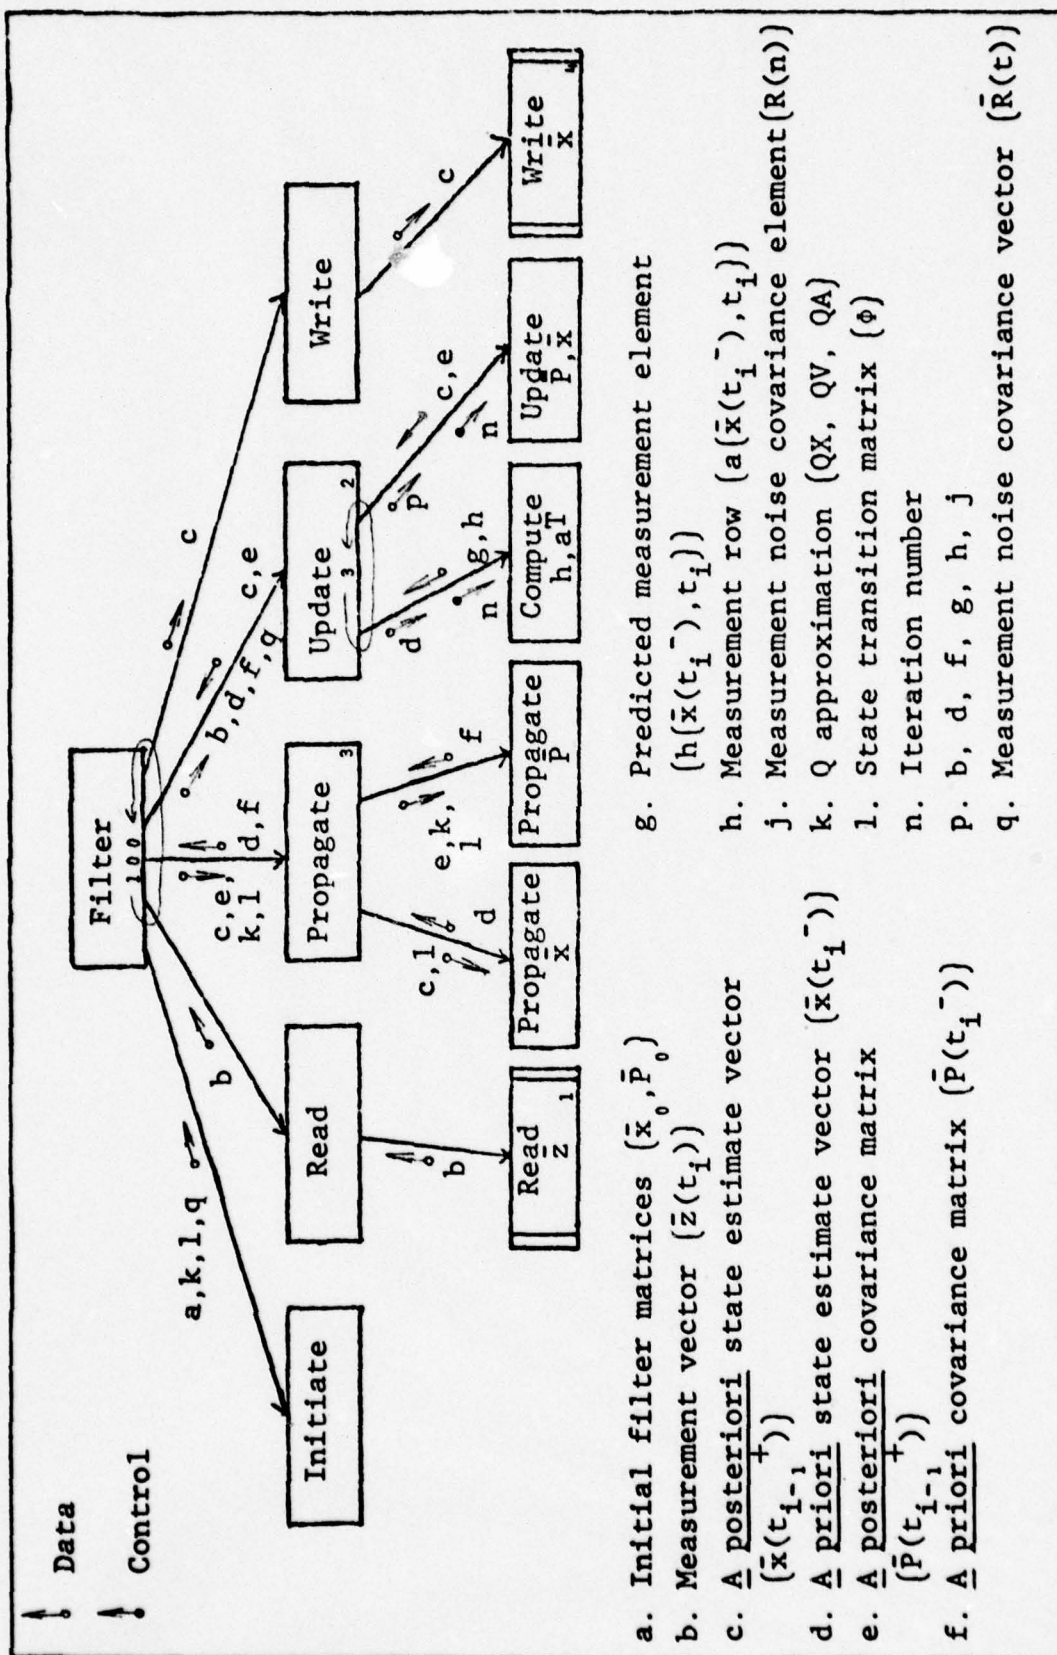 Data
Control
Filter
100
a,k,l,q
b
c,e,
k,l
d,f
b,d,f,q
c,e
c
Initiate
Read
Propagate
3
Update
3
2
Write
b
c,l
d
e,k,
l
f
d
n
g,h
p
n
c,e
c
Read
z̄
1
Propagate
x̄
Propagate
P̄
Compute
h,aᵀ
Update
P̄,x̄
Write
x̄
4
a. Initial filter matrices {x̄₀,P̄₀}
b. Measurement vector {z̄(tᵢ)}
c. A posteriori state estimate vector
{x̄(tᵢ₋₁⁺)}
d. A priori state estimate vector {x̄(tᵢ⁻)}
e. A posteriori covariance matrix
{P̄(tᵢ₋₁⁺)}
f. A priori covariance matrix {P̄(tᵢ⁻)}
g. Predicted measurement element
{h{x̄(tᵢ⁻),tᵢ}}
h. Measurement row {a{x̄(tᵢ⁻),tᵢ}}
j. Measurement noise covariance element{R(n)}
k. Q approximation {QX, QV, QA}
l. State transition matrix {Φ}
n. Iteration number
p. b, d, f, g, h, j
q. Measurement noise covariance vector {R̄(t)}